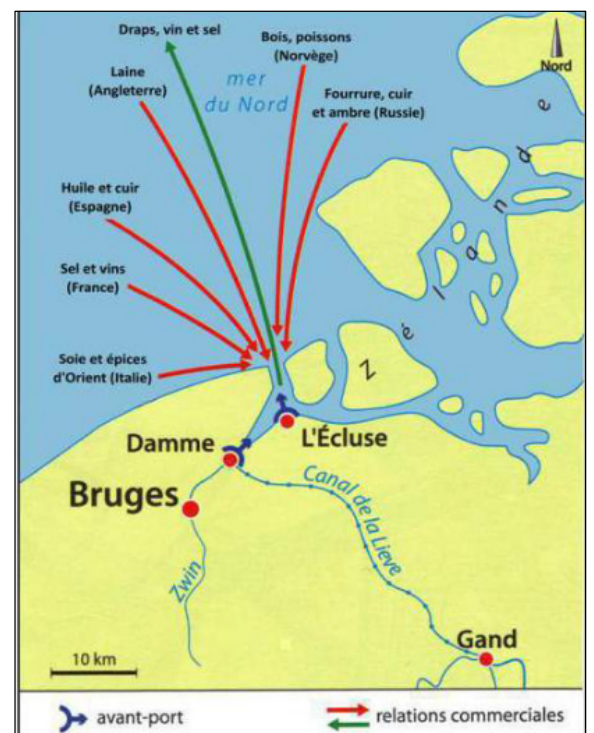 Draps, vin et sel
Bois, poissons
(Norvège)
Nord
Laine
(Angleterre)
mer
du Nord
Fourrure, cuir
et ambre (Russie)
Huile et cuir
(Espagne)
Sel et vins
(France)
Soie et épices
d'Orient (Italie)
Zélande
Damme
L'Écluse
Bruges
Canal de la Lieve
Zwin
Gand
10 km
avant-port
relations commerciales